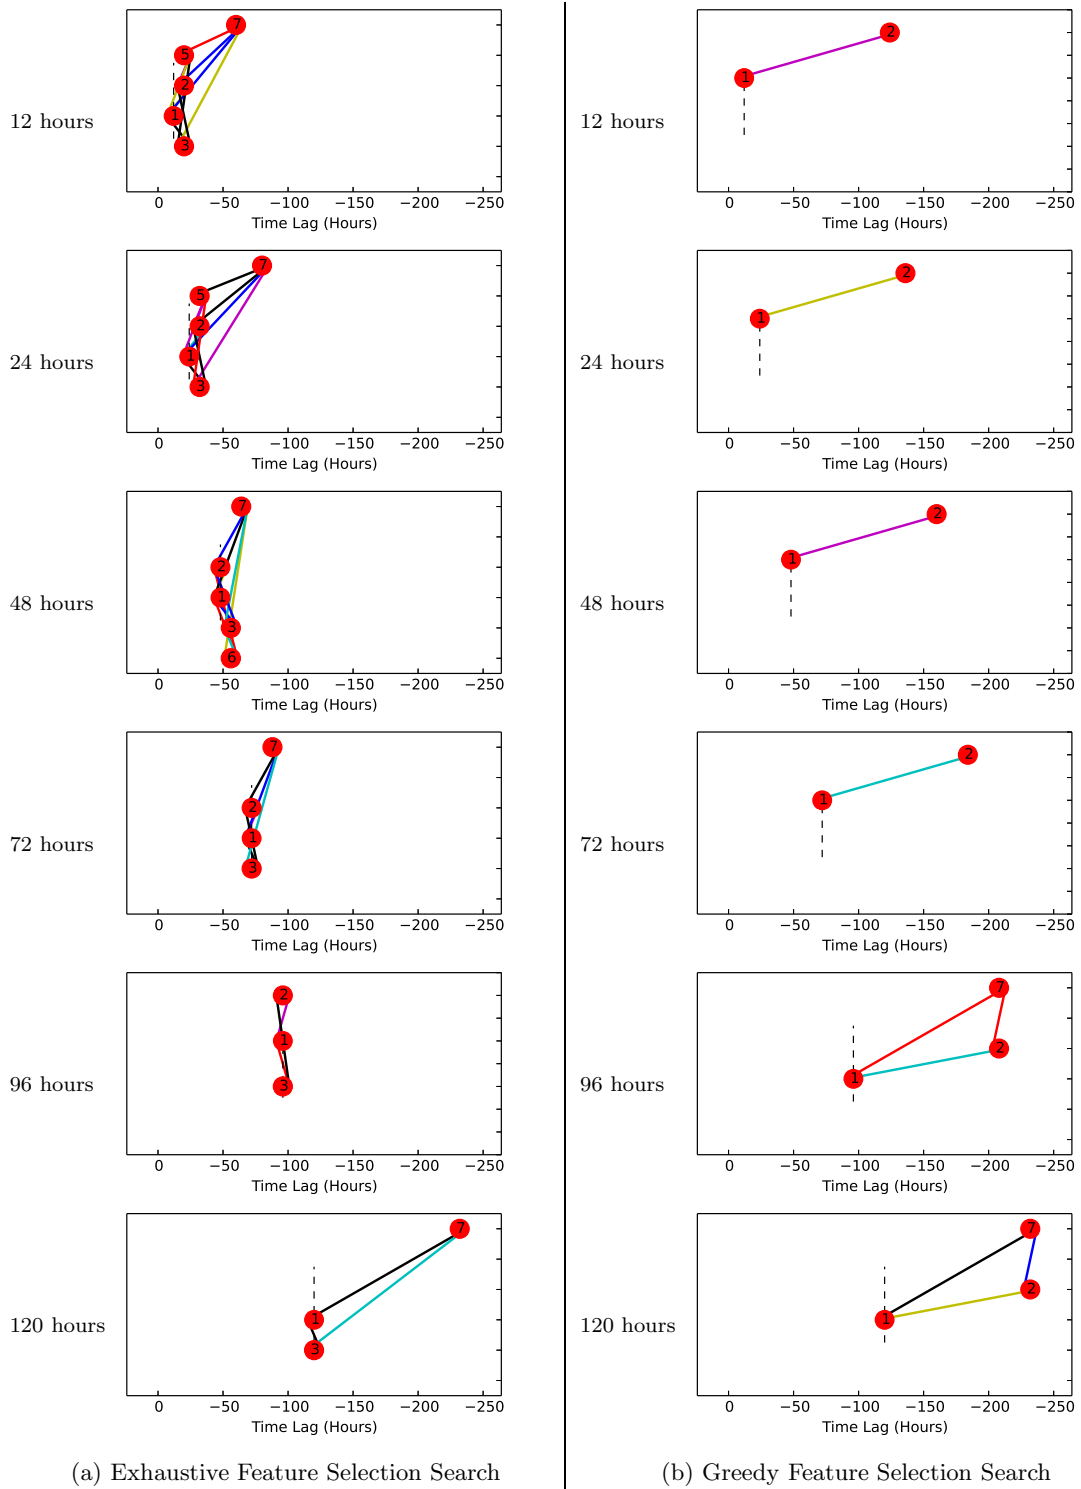 7
5
2
1
3
12 hours
0 −50 −100 −150 −200 −250
Time Lag (Hours)
7
5
2
1
3
24 hours
0 −50 −100 −150 −200 −250
Time Lag (Hours)
7
2
1
3
6
48 hours
0 −50 −100 −150 −200 −250
Time Lag (Hours)
7
2
1
3
72 hours
0 −50 −100 −150 −200 −250
Time Lag (Hours)
2
1
3
96 hours
0 −50 −100 −150 −200 −250
Time Lag (Hours)
7
1
3
120 hours
0 −50 −100 −150 −200 −250
Time Lag (Hours)
(a) Exhaustive Feature Selection Search
2
1
12 hours
0 −50 −100 −150 −200 −250
Time Lag (Hours)
2
1
24 hours
0 −50 −100 −150 −200 −250
Time Lag (Hours)
2
1
48 hours
0 −50 −100 −150 −200 −250
Time Lag (Hours)
2
1
72 hours
0 −50 −100 −150 −200 −250
Time Lag (Hours)
7
2
1
96 hours
0 −50 −100 −150 −200 −250
Time Lag (Hours)
7
2
1
120 hours
0 −50 −100 −150 −200 −250
Time Lag (Hours)
(b) Greedy Feature Selection Search